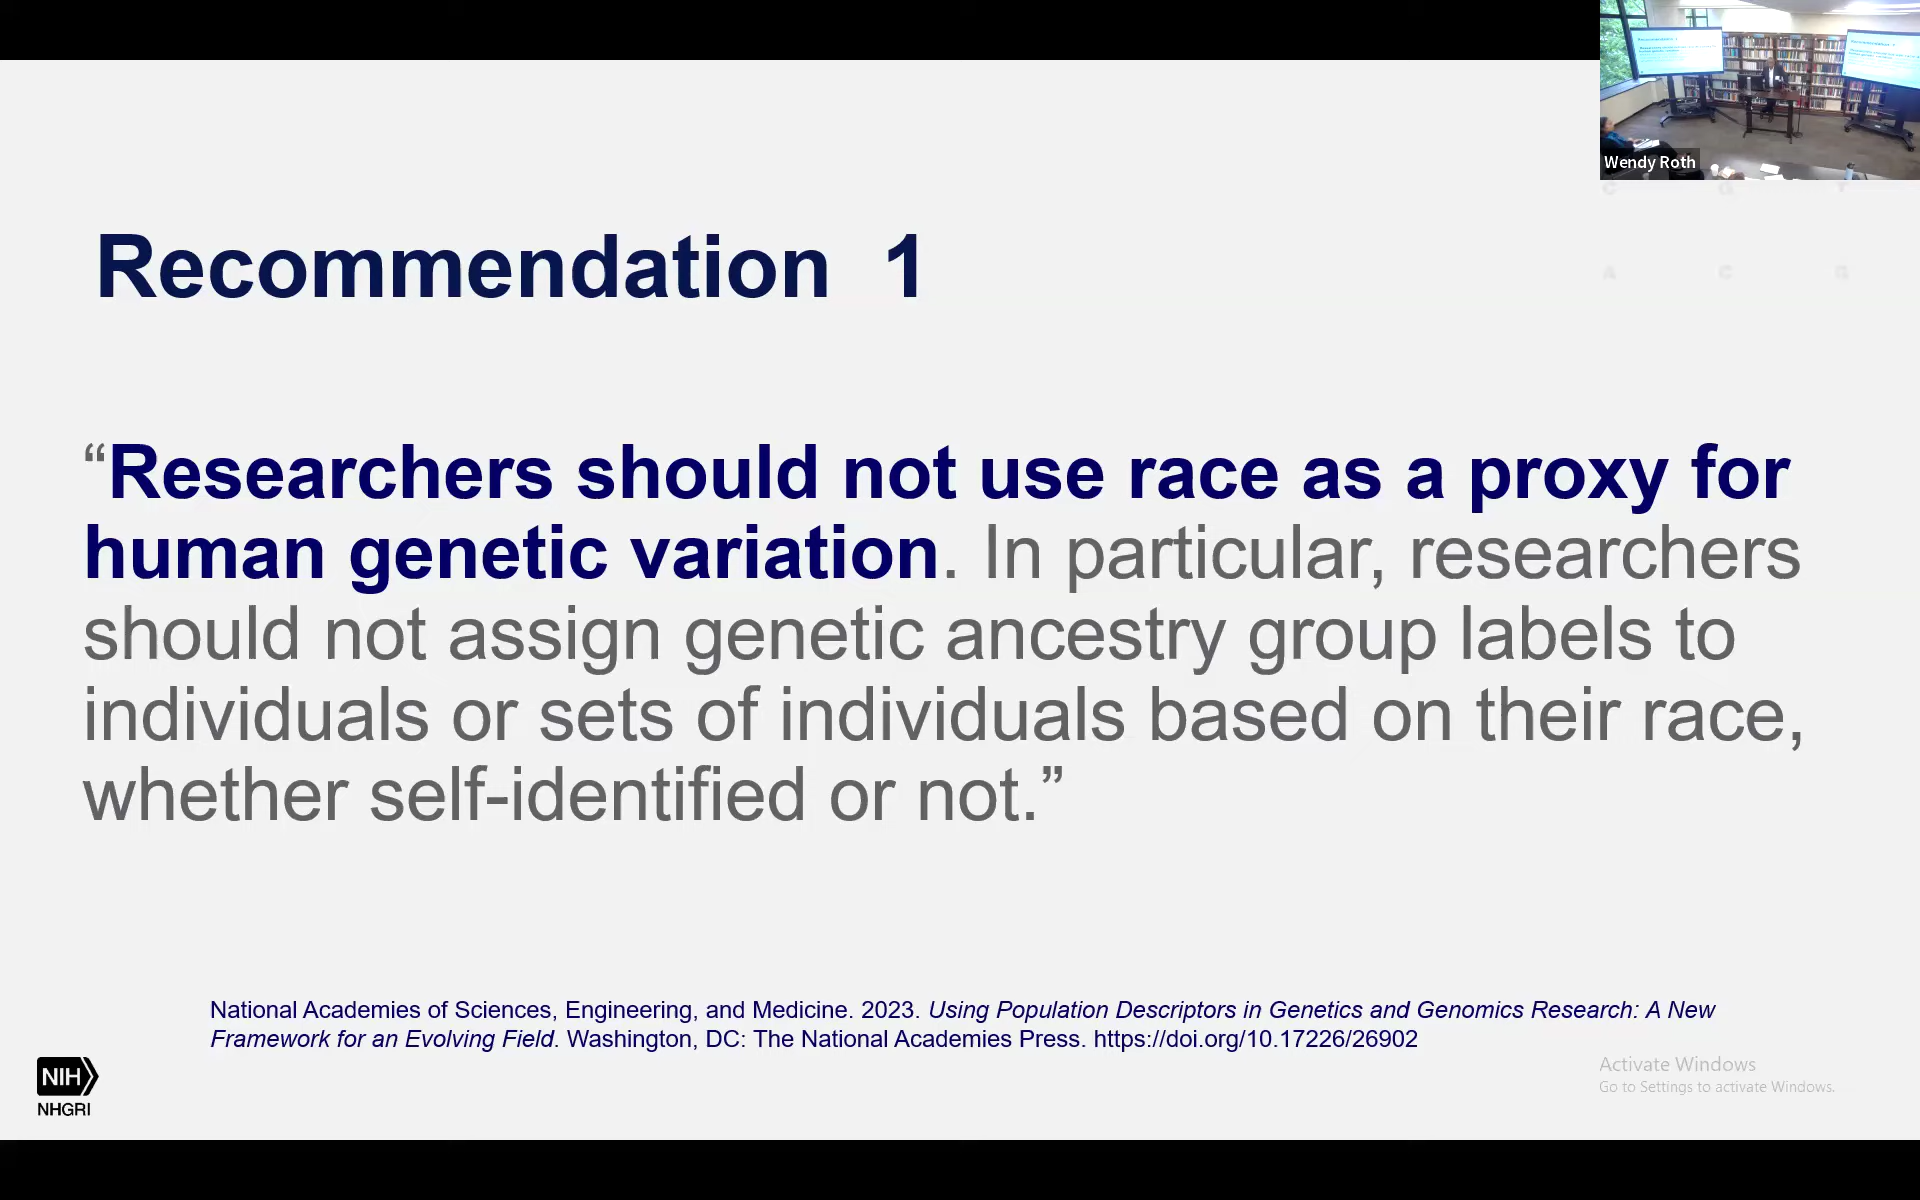 Wendy Roth
C G T
A C G
Recommendation 1
“Researchers should not use race as a proxy for
human genetic variation. In particular, researchers
should not assign genetic ancestry group labels to
individuals or sets of individuals based on their race,
whether self-identified or not.”
National Academies of Sciences, Engineering, and Medicine. 2023. Using Population Descriptors in Genetics and Genomics Research: A New
Framework for an Evolving Field. Washington, DC: The National Academies Press. https://doi.org/10.17226/26902
NIH
NHGRI
Activate Windows
Go to Settings to activate Windows.